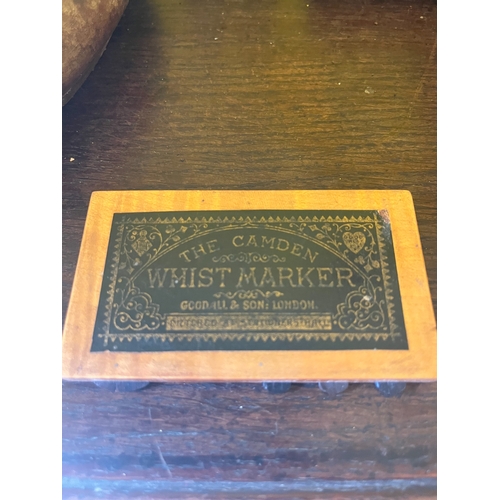 THE CAMDEN
WHIST MARKER
GOODALL & SON: LONDON.